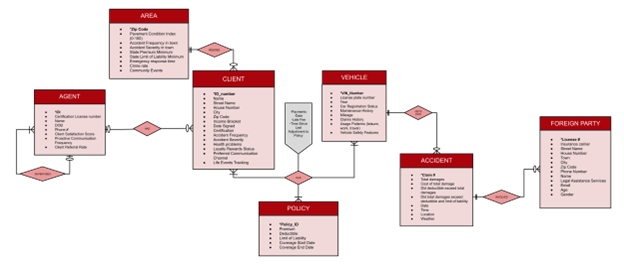 AREA
*Zip Code
Pavement Condition Index
(0-100)
Accident Frequency in town
Accident Severity in town
State Premium Minimum
State Limit of Liability Minimum
Emergency response time
Crime rate
Community Events
AGENT
Certification License number
Name
DOB
Phone #
Client Satisfaction Score
Proactive Communication
Frequency
Client Referral Rate
CLIENT
*ID_number
Name
Street Name
House Number
City
Zip Code
Income Bracket
Date Signed
Certification
Accident Frequency
Accident Severity
Health problems
Loyalty Rewards Status
Preferred Communication
Channel
Life Events Tracking
Payments
Date
Late Fee
Time Since
Last
Adjustment to
Policy
VEHICLE
*VIN_Number
License plate number
Year
Car Registration Status
Maintenance History
Mileage
Claims History
Vehicle Safety Features
POLICY
*Policy_ID
Premium
Deductible
Limit of Liability
Coverage Start Date
Coverage End Date
ACCIDENT
*Claim #
Total damages
Cost of total damage
Did deductible exceed total
damages
Did total damages exceed
deductible and limit of liability
Date
Time
Location
Weather
FOREIGN PARTY
*License #
Insurance carrier
Street Name
House Number
Town
City
Zip Code
Phone Number
Name
Legal Assistance Services
Email
Age
Gender